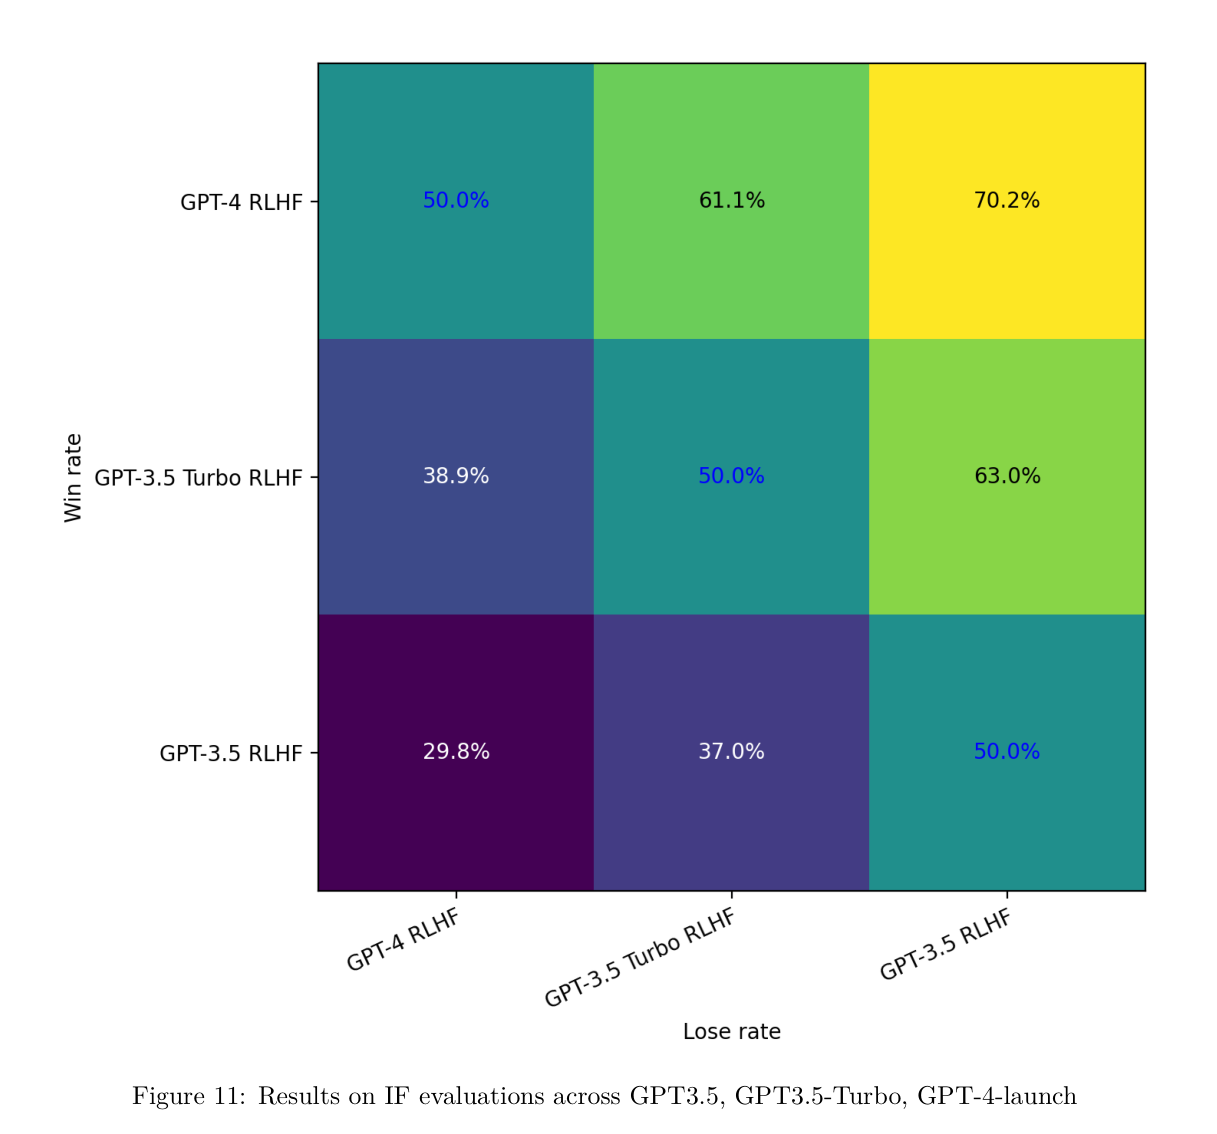 GPT-4 RLHF
50.0%
61.1%
70.2%
Win rate
GPT-3.5 Turbo RLHF
38.9%
50.0%
63.0%
GPT-3.5 RLHF
29.8%
37.0%
50.0%
GPT-4 RLHF
GPT-3.5 Turbo RLHF
GPT-3.5 RLHF
Lose rate
Figure 11: Results on IF evaluations across GPT3.5, GPT3.5-Turbo, GPT-4-launch